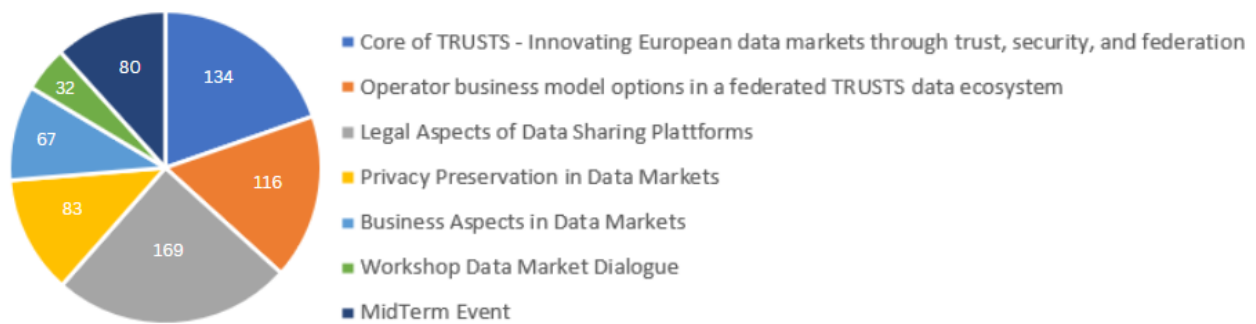 80
134
32
67
116
83
169
Core of TRUSTS - Innovating European data markets through trust, security, and federation
Operator business model options in a federated TRUSTS data ecosystem
Legal Aspects of Data Sharing Plattforms
Privacy Preservation in Data Markets
Business Aspects in Data Markets
Workshop Data Market Dialogue
MidTerm Event